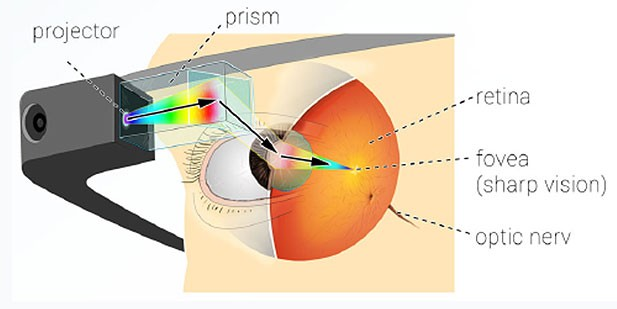 prism
projector
retina
fovea
(sharp vision)
optic nerv